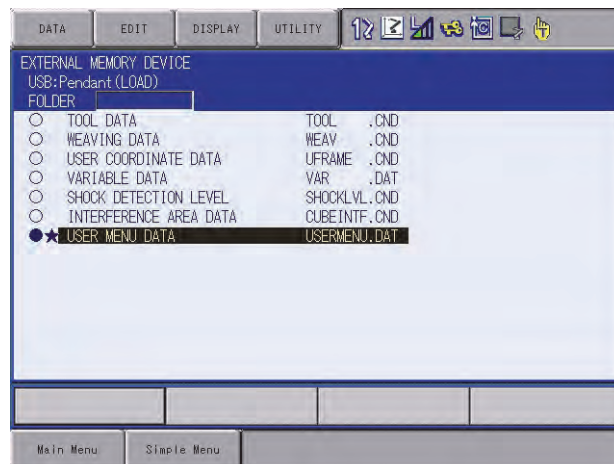 DATA EDIT DISPLAY UTILITY
EXTERNAL MEMORY DEVICE
USB:Pendant(LOAD)
FOLDER
TOOL DATA TOOL .CND
WEAVING DATA WEAV .CND
USER COORDINATE DATA UFRAME .CND
VARIABLE DATA VAR .DAT
SHOCK DETECTION LEVEL SHOCKLVL.CND
INTERFERENCE AREA DATA CUBEINTF.CND
USER MENU DATA USERMENU.DAT
Main Menu Simple Menu